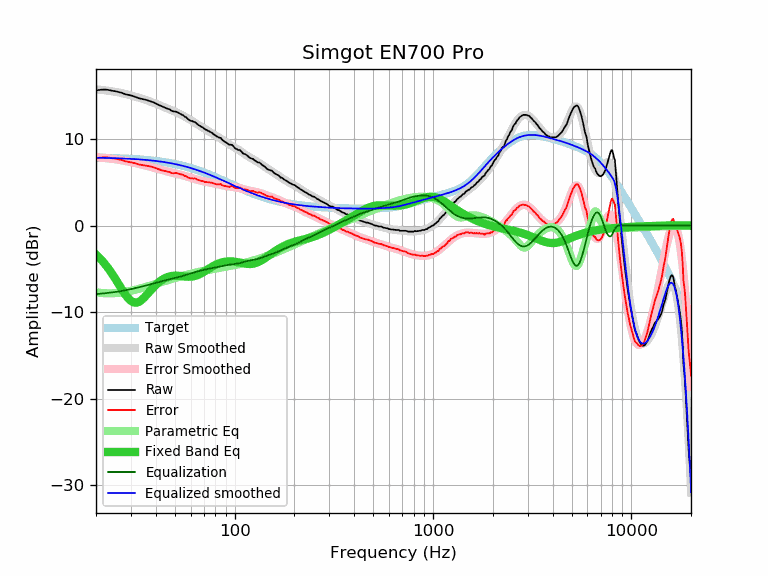 Simgot EN700 Pro
Amplitude (dBr)
10
0
−10
−20
−30
Target
Raw Smoothed
Error Smoothed
Raw
Error
Parametric Eq
Fixed Band Eq
Equalization
Equalized smoothed
100
1000
10000
Frequency (Hz)